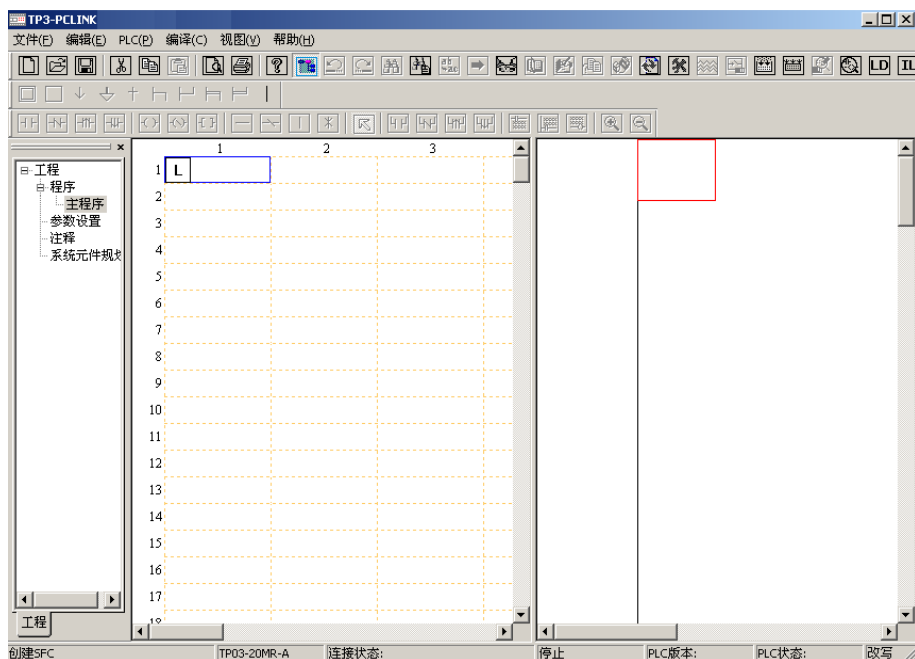 TP3-PCLINK
文件(F) 编辑(E) PLC(P) 编译(C) 视图(V) 帮助(H)
LD IL
1 2 3
工程
程序
主程序
参数设置
注释
系统元件规划
1 L
2
3
4
5
6
7
8
9
10
11
12
13
14
15
16
17
18
工程
创建SFC TP03-20MR-A 连接状态: 停止 PLC版本: PLC状态: 改写